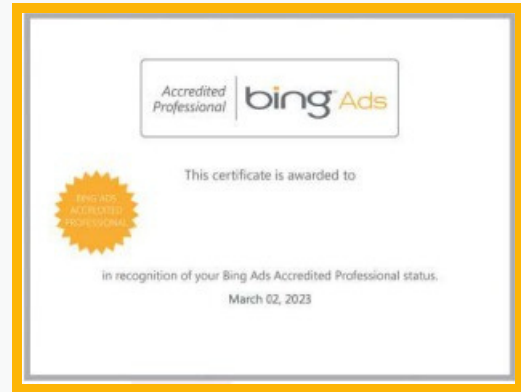 Accredited
Professional
bing Ads
This certificate is awarded to
BING ADS
ACCREDITED
PROFESSIONAL
in recognition of your Bing Ads Accredited Professional status.
March 02, 2023